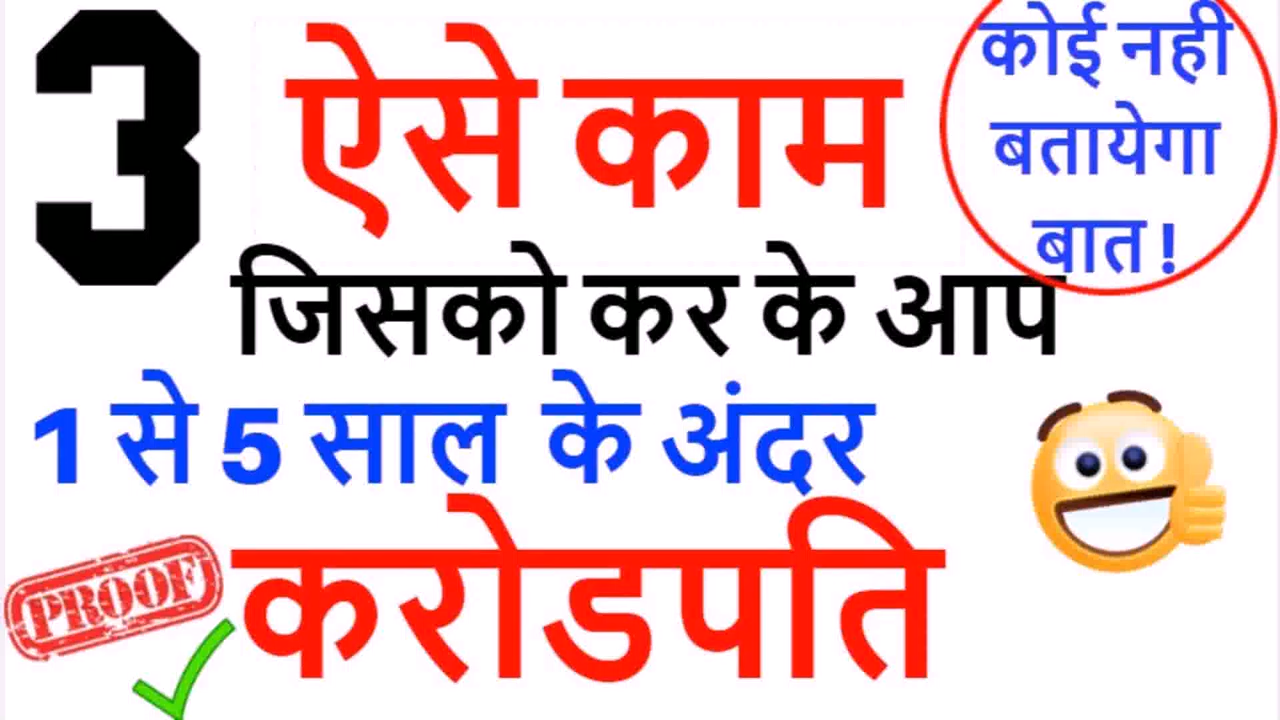 3 ऐसे काम
जिसको कर के आप
1 से 5 साल के अंदर
करोडपति
कोई नही
बतायेगा
बात !
PROOF